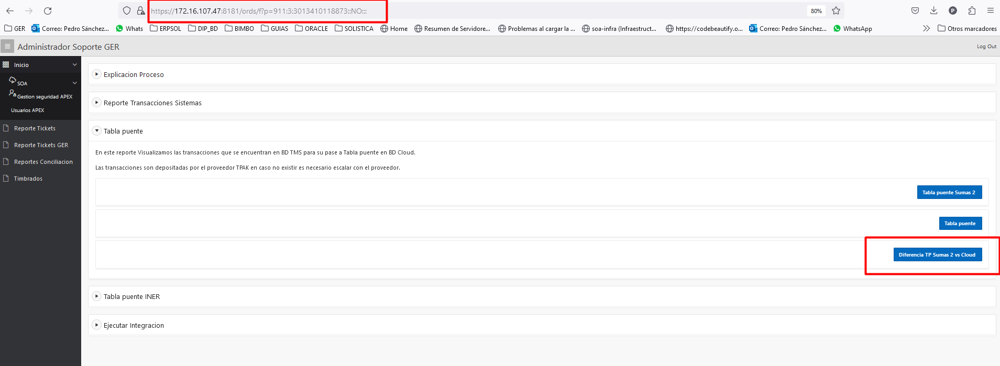 https://172.16.107.47:8181/ords/f?p=911:3:3013410118873::NO:::
80%
P
GER
Correo: Pedro Sánchez...
Whats
ERPSOL
DIP_BD
BIMBO
GUIAS
ORACLE
SOLISTICA
Home
Resumen de Servidore...
Problemas al cargar la ...
soa-infra (Infraestruct...
https://codebeautify.o...
Correo: Pedro Sánchez...
WhatsApp
Otros marcadores
Administrador Soporte GER
Log Out
Inicio
SOA
Gestion seguridad APEX
Usuarios APEX
Reporte Tickets
Reporte Tickets GER
Reportes Conciliacion
Timbrados
Explicacion Proceso
Reporte Transacciones Sistemas
Tabla puente
En este reporte Visualizamos las transacciones que se encuentran en BD TMS para su pase a Tabla puente en BD Cloud.
Las transacciones son depositadas por el proveedor TPAK en caso no existir es necesario escalar con el proveedor.
Tabla puente Sumas 2
Tabla puente
Diferencia TP Sumas 2 vs Cloud
Tabla puente INER
Ejecutar Integracion